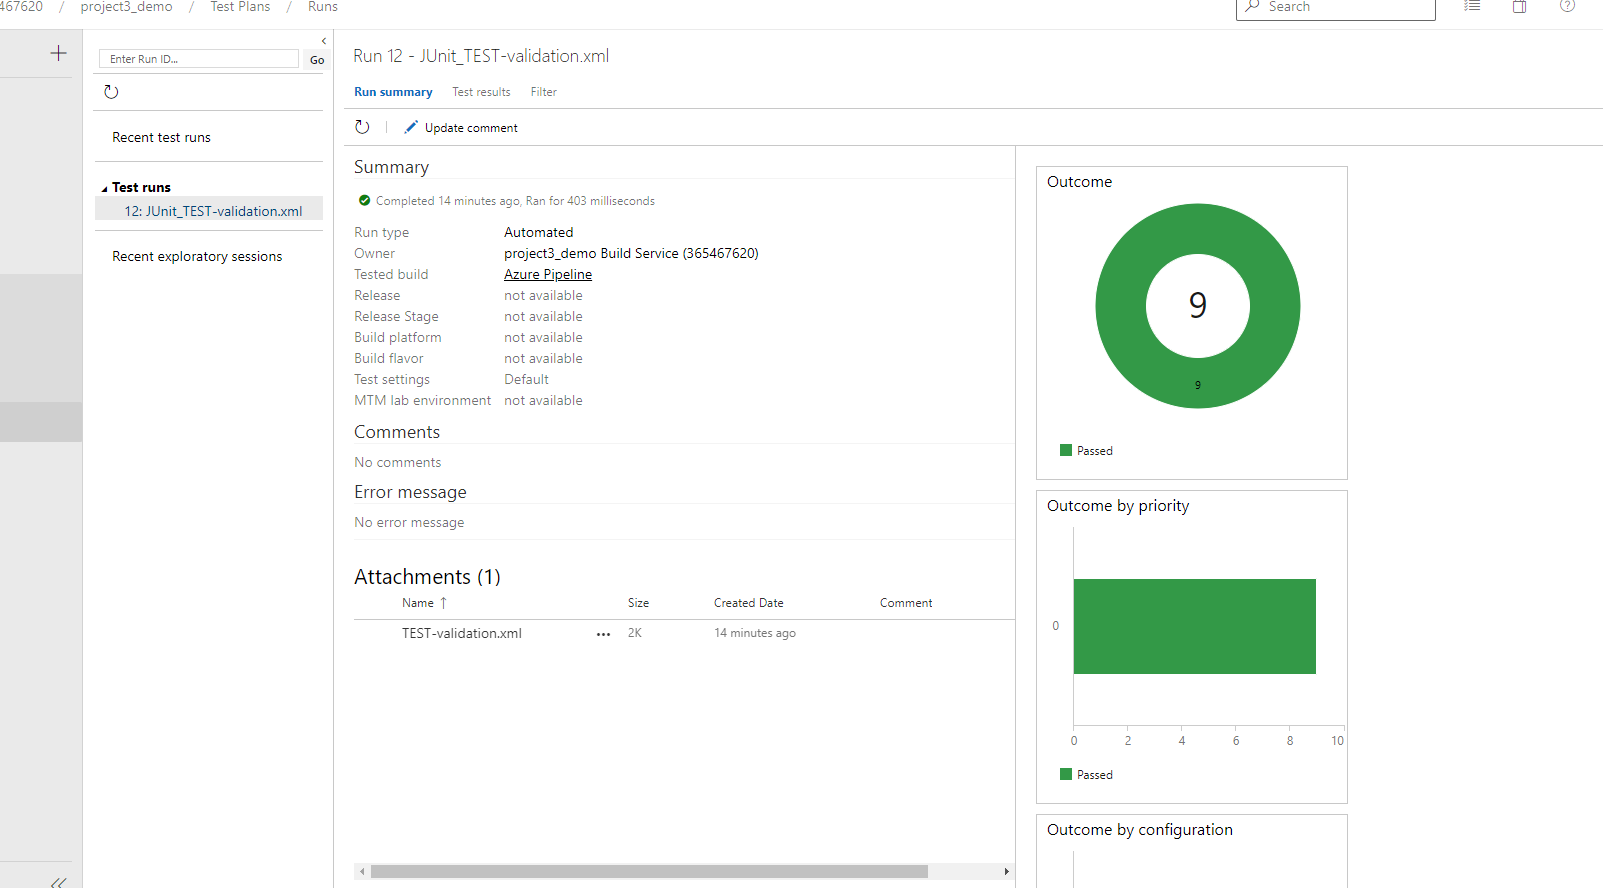 467620 / project3_demo / Test Plans / Runs
Search
Enter Run ID...
Go
Recent test runs
Test runs
12: JUnit_TEST-validation.xml
Recent exploratory sessions
Run 12 - JUnit_TEST-validation.xml
Run summary Test results Filter
Update comment
Summary
Completed 14 minutes ago, Ran for 403 milliseconds
Run type Automated
Owner project3_demo Build Service (365467620)
Tested build Azure Pipeline
Release not available
Release Stage not available
Build platform not available
Build flavor not available
Test settings Default
MTM lab environment not available
Comments
No comments
Error message
No error message
Attachments (1)
Name ↑ Size Created Date Comment
TEST-validation.xml ... 2K 14 minutes ago
Outcome
9
9
Passed
Outcome by priority
0
0 2 4 6 8 10
Passed
Outcome by configuration